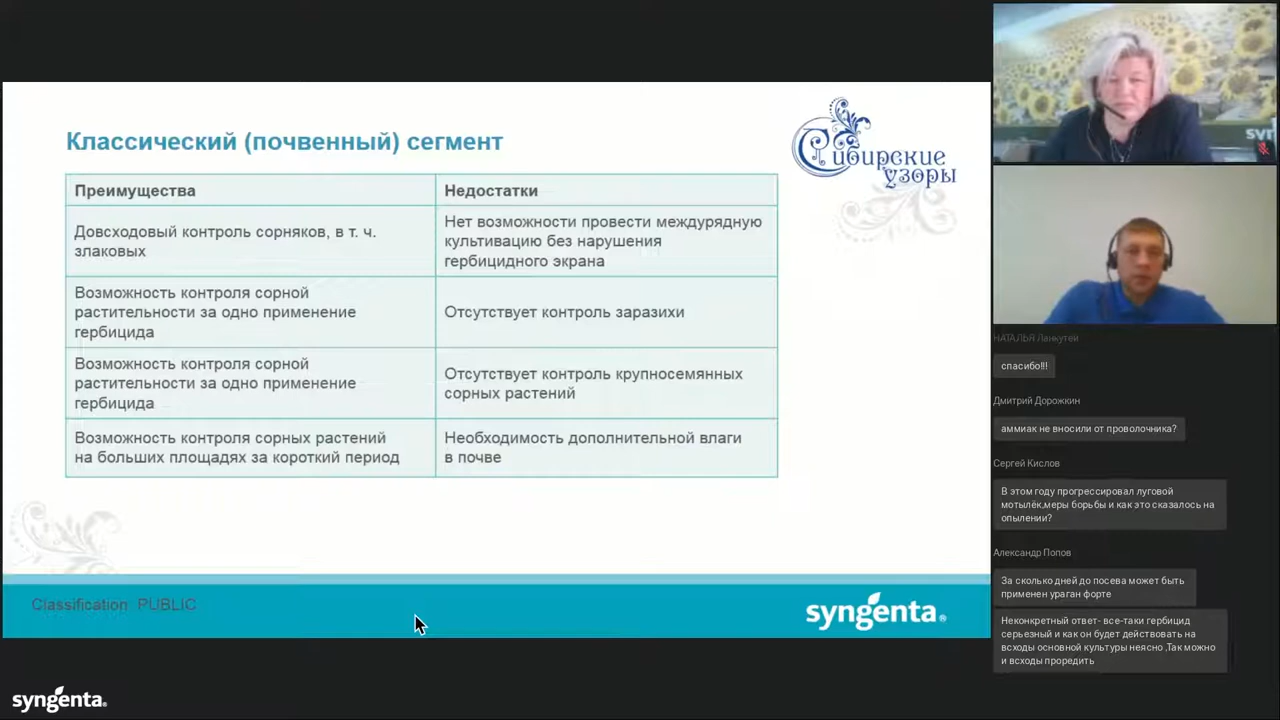 Классический (почвенный) сегмент
Сибирские
узоры
Преимущества
Недостатки
Довсходовый контроль сорняков, в т. ч.
злаковых
Нет возможности провести междурядную
культивацию без нарушения
гербицидного экрана
Возможность контроля сорной
растительности за одно применение
гербицида
Отсутствует контроль заразихи
Возможность контроля сорной
растительности за одно применение
гербицида
Отсутствует контроль крупносемянных
сорных растений
Возможность контроля сорных растений
на больших площадях за короткий период
Необходимость дополнительной влаги
в почве
Classification: PUBLIC
syngenta.
syngenta.
syn
НАТАЛЬЯ Ланкутей
спасибо!!!
Дмитрий Дорожкин
аммиак не вносили от проволочника?
Сергей Кислов
В этом году прогрессировал луговой
мотылёк,меры борьбы и как это сказалось на
опылении?
Александр Попов
За сколько дней до посева может быть
применен ураган форте
Неконкретный ответ- все-таки гербицид
серьезный и как он будет действовать на
всходы основной культуры неясно .Так можно
и всходы проредить